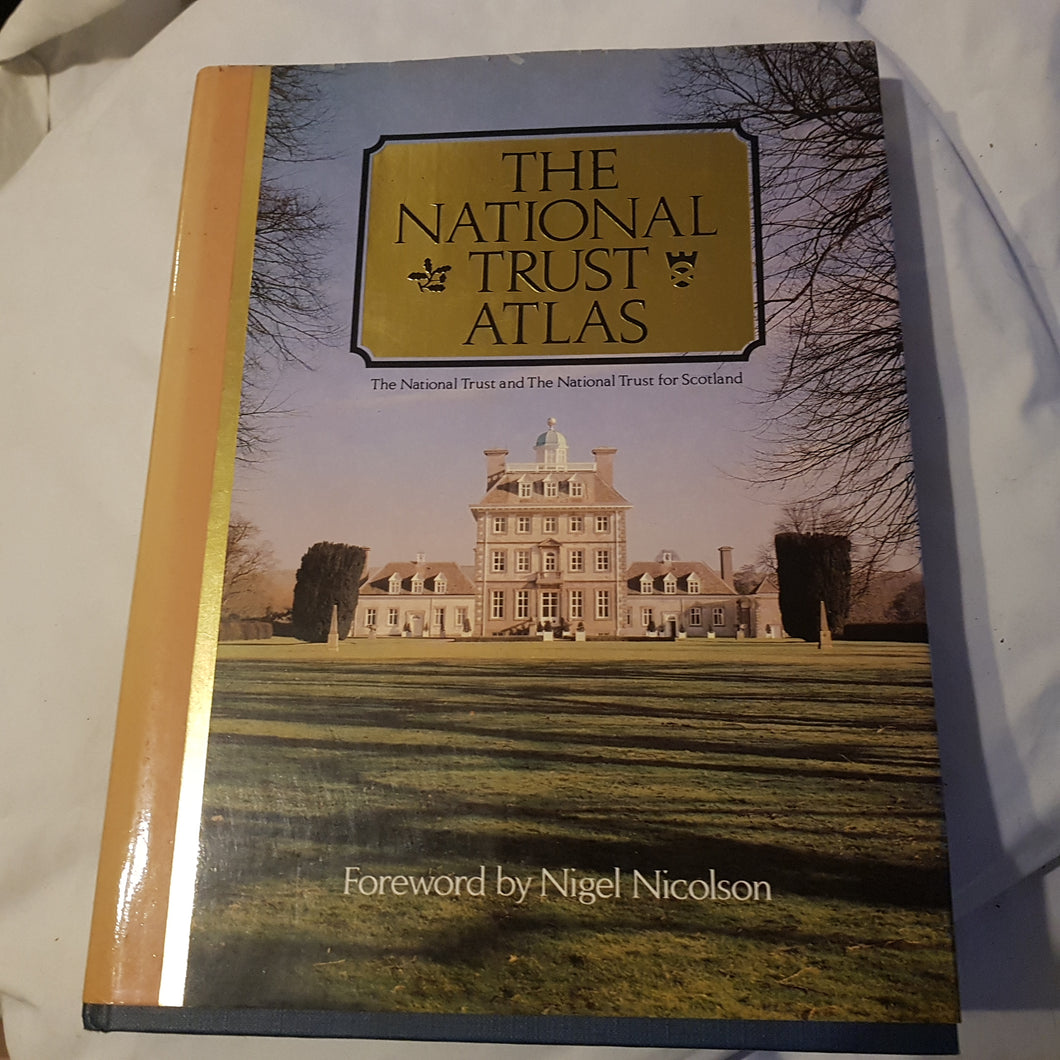 THE
NATIONAL
TRUST
ATLAS
The National Trust and The National Trust for Scotland
Foreword by Nigel Nicolson